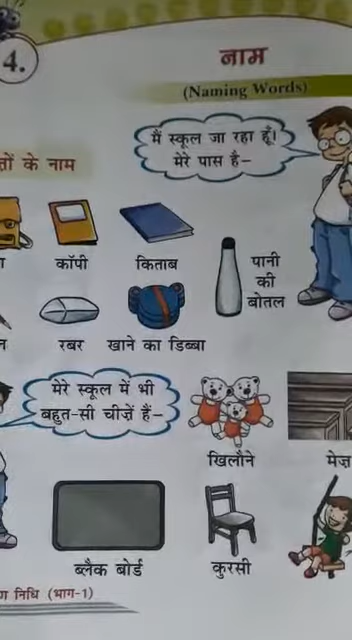 4.
नाम
(Naming Words)
मैं स्कूल जा रहा हूँ।
मेरे पास है–
के नाम
कॉपी
किताब
पानी
की
बोतल
रबर
खाने का डिब्बा
मेरे स्कूल में भी
बहुत-सी चीज़ें हैं–
खिलौने
मेज़
ब्लैक बोर्ड
कुरसी
निधि (भाग-1)